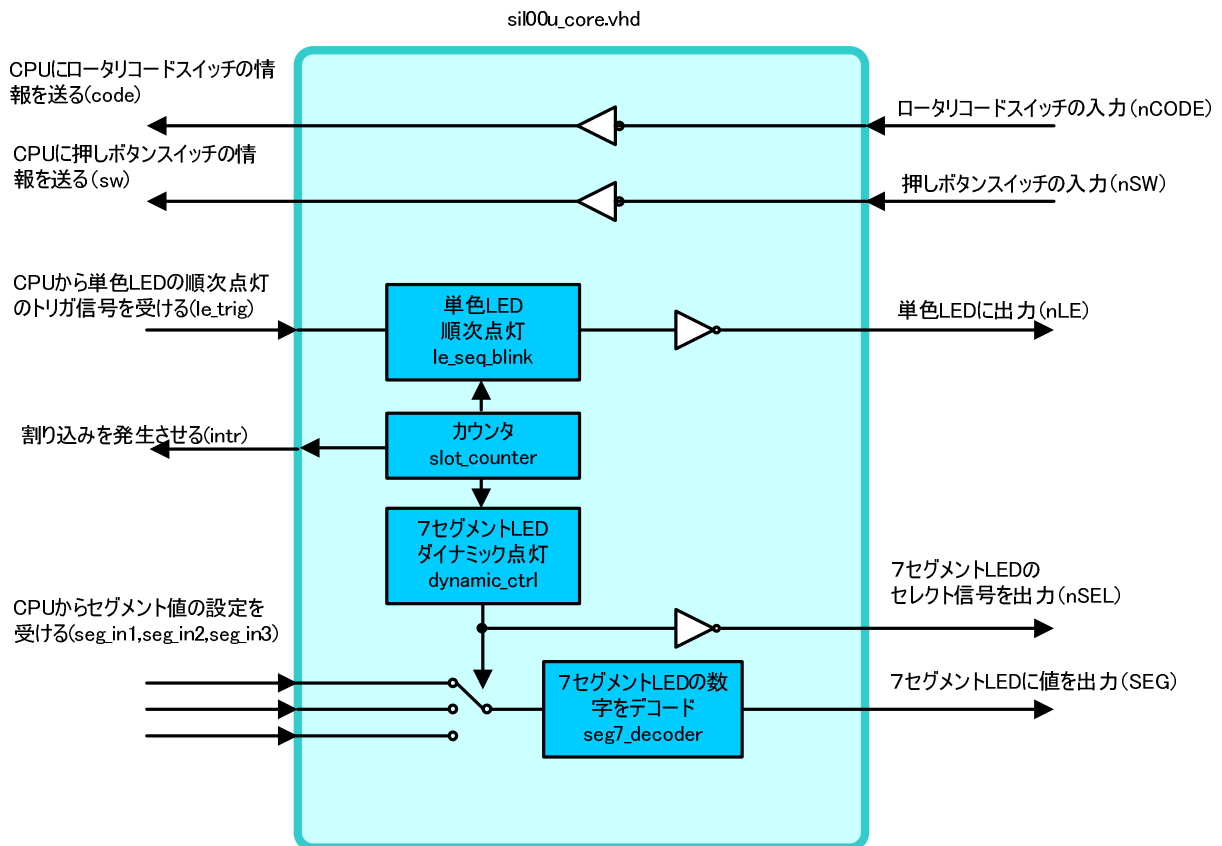 sil00u_core.vhd
CPUにロータリコードスイッチの情
報を送る(code)
ロータリコードスイッチの入力(nCODE)
CPUに押しボタンスイッチの情
報を送る(sw)
押しボタンスイッチの入力(nSW)
CPUから単色LEDの順次点灯
のトリガ信号を受ける(le_trig)
単色LED
順次点灯
le_seq_blink
単色LEDに出力(nLE)
割り込みを発生させる(intr)
カウンタ
slot_counter
7セグメントLED
ダイナミック点灯
dynamic_ctrl
7セグメントLEDの
セレクト信号を出力(nSEL)
CPUからセグメント値の設定を
受ける(seg_in1,seg_in2,seg_in3)
7セグメントLEDの数
字をデコード
seg7_decoder
7セグメントLEDに値を出力(SEG)